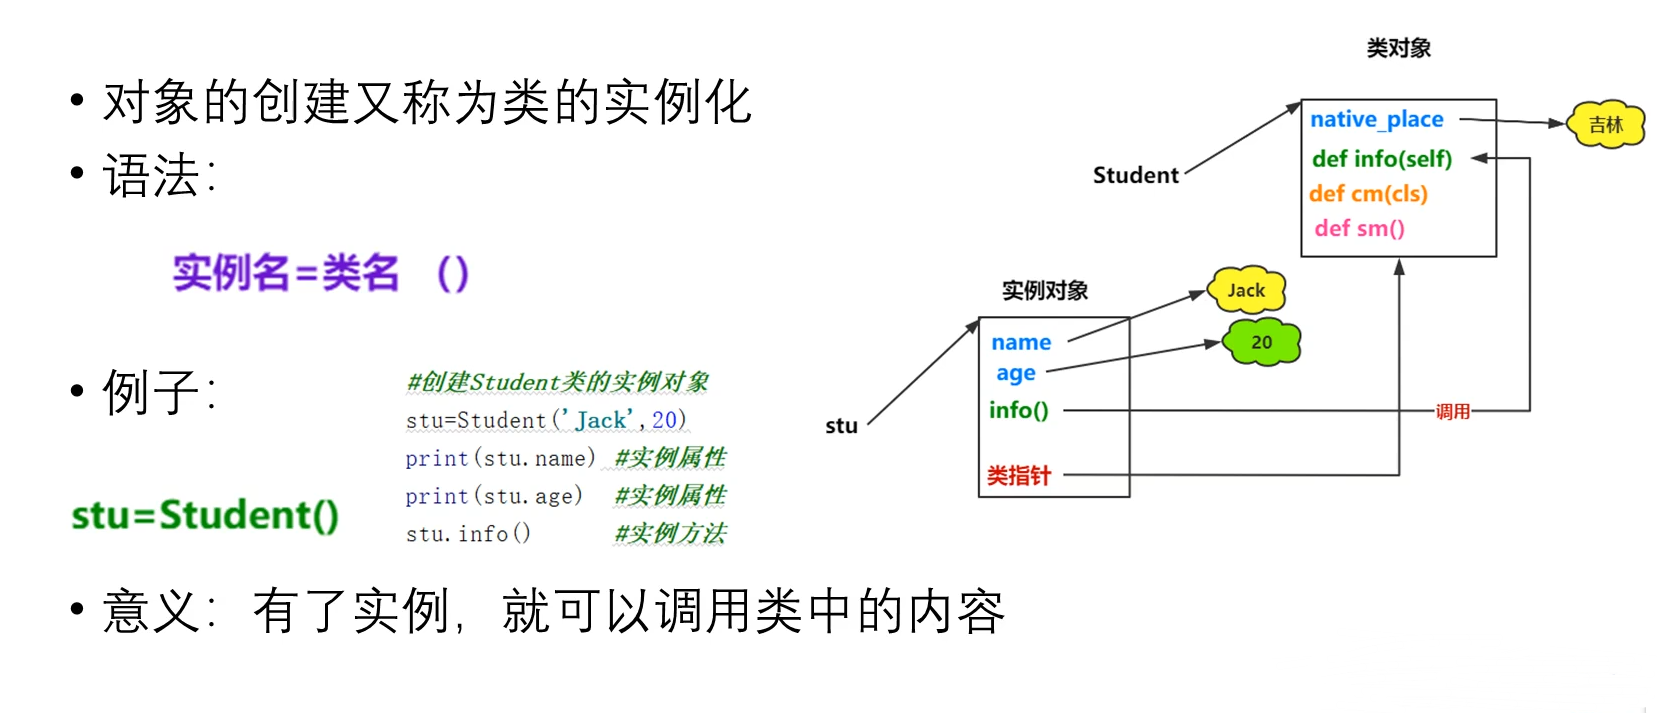 • 对象的创建又称为类的实例化
• 语法：
实例名=类名 （）
• 例子：
#创建Student类的实例对象
stu=Student('Jack',20)
print(stu.name) #实例属性
print(stu.age) #实例属性
stu.info() #实例方法
stu=Student()
• 意义：有了实例，就可以调用类中的内容
类对象
Student
native_place
吉林
def info(self)
def cm(cls)
def sm()
实例对象
stu
name
Jack
age
20
info()
调用
类指针